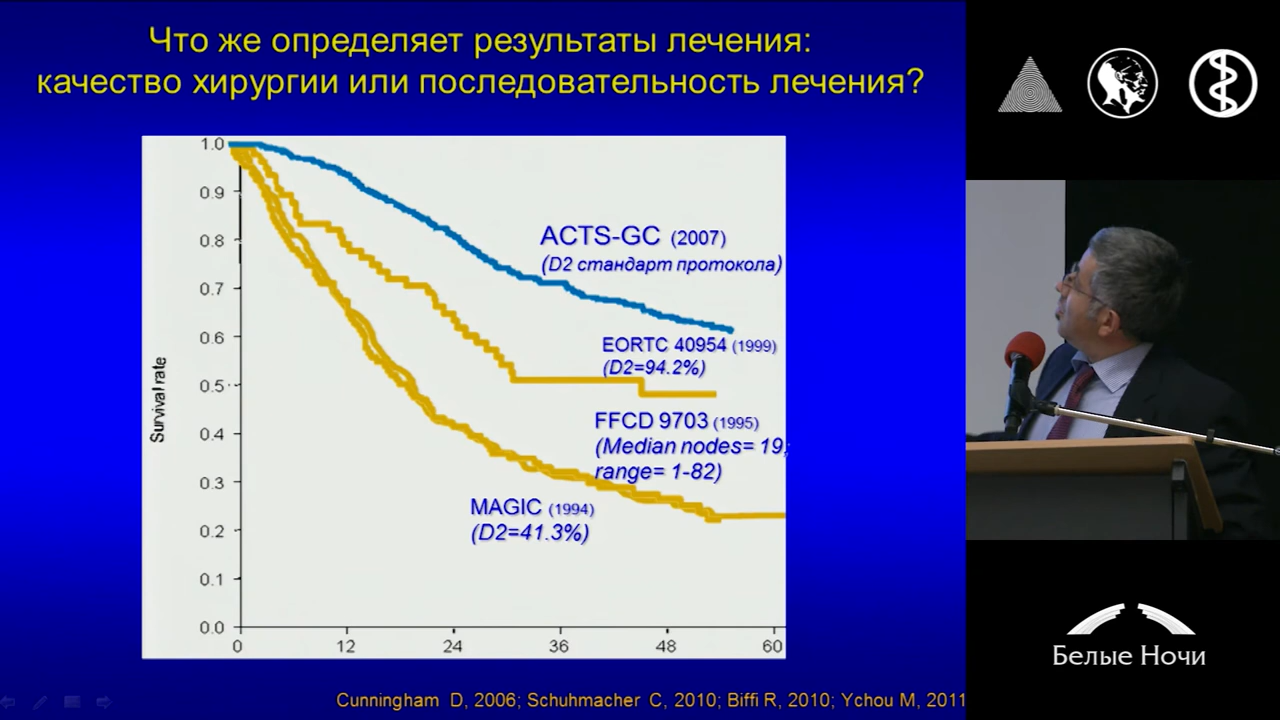 Что же определяет результаты лечения:
качество хирургии или последовательность лечения?
1.0
0.9
0.8
0.7
0.6
0.5
0.4
0.3
0.2
0.1
0.0
Survival rate
0 12 24 36 48 60
ACTS-GC (2007)
(D2 стандарт протокола)
EORTC 40954 (1999)
(D2=94.2%)
FFCD 9703 (1995)
(Median nodes= 19;
range= 1-82)
MAGIC (1994)
(D2=41.3%)
Cunningham D, 2006; Schuhmacher C, 2010; Biffi R, 2010; Ychou M, 2011
Белые Ночи